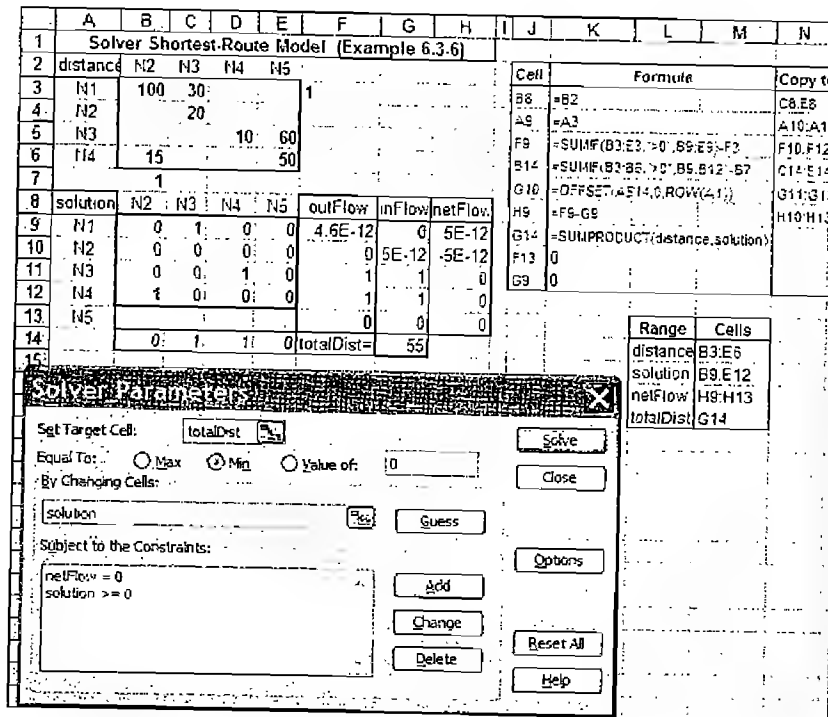 A B C D E F G H I J K L M N
1 Solver Shortest-Route Model (Example 6.3.6)
2 distance N2 N3 N4 N5
3 N1 100 30 1
4 N2 20
5 N3 10 60
6 N4 15 50
7 1
8 solution N2 N3 N4 N5 outFlow inFlow netFlow
9 N1 0 1 0 0 4.6E-12 0 5E-12
10 N2 0 0 0 0 0 5E-12 -5E-12
11 N3 0 0 1 0 1 1 0
12 N4 1 0 0 0 1 1 0
13 N5 0 0 0
14 0 1 1 0 totalDist= 55
15
Cell Formula Copy to
B8 =B2 C8:E8
A9 =A3 A10:A1
F9 =SUMIF(B3:E3,">0",B9:E9)-F3 F10:F12
B14 =SUMIF(B3:B6,">0",B9:B12)-B7 C14:E14
G10 =OFFSET(A$14,0,ROW(A1)) G11:G1
H9 =F9-G9 H10:H13
G14 =SUMPRODUCT(distance,solution)
F13 0
G9 0
Range Cells
distance B3:E6
solution B9:E12
netFlow H9:H13
totalDist G14
Solver Parameters
Set Target Cell: totalDist Solve
Equal To: Max Min Value of: 0 Close
By Changing Cells:
solution Guess
Subject to the Constraints: Options
netFlow = 0
solution >= 0
Add
Change
Reset All
Delete
Help